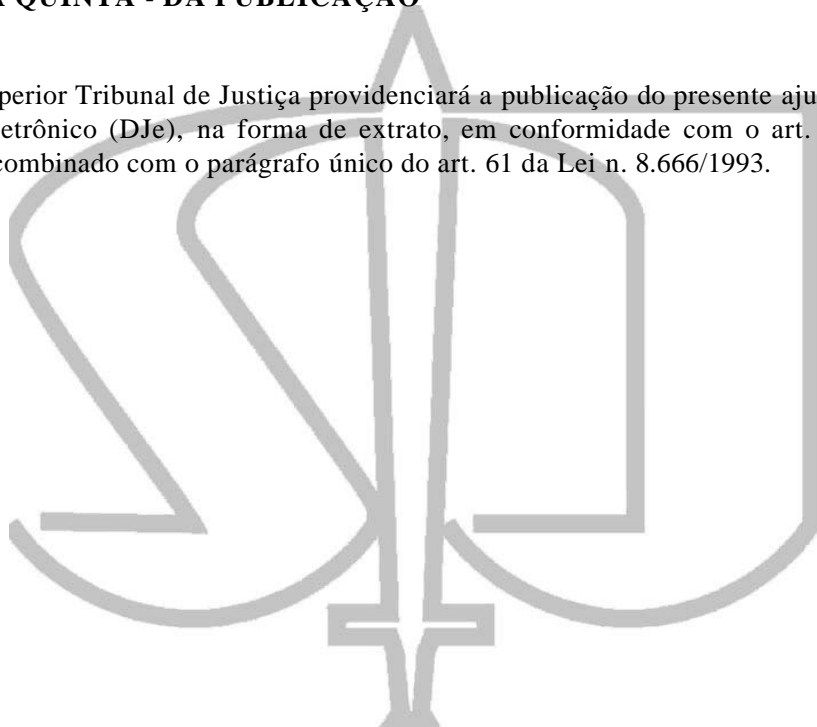 QUINTA - DA PUBLICAÇÃO
perior Tribunal de Justiça providenciará a publicação do presente aju
etrônico (DJe), na forma de extrato, em conformidade com o art.
combinado com o parágrafo único do art. 61 da Lei n. 8.666/1993.